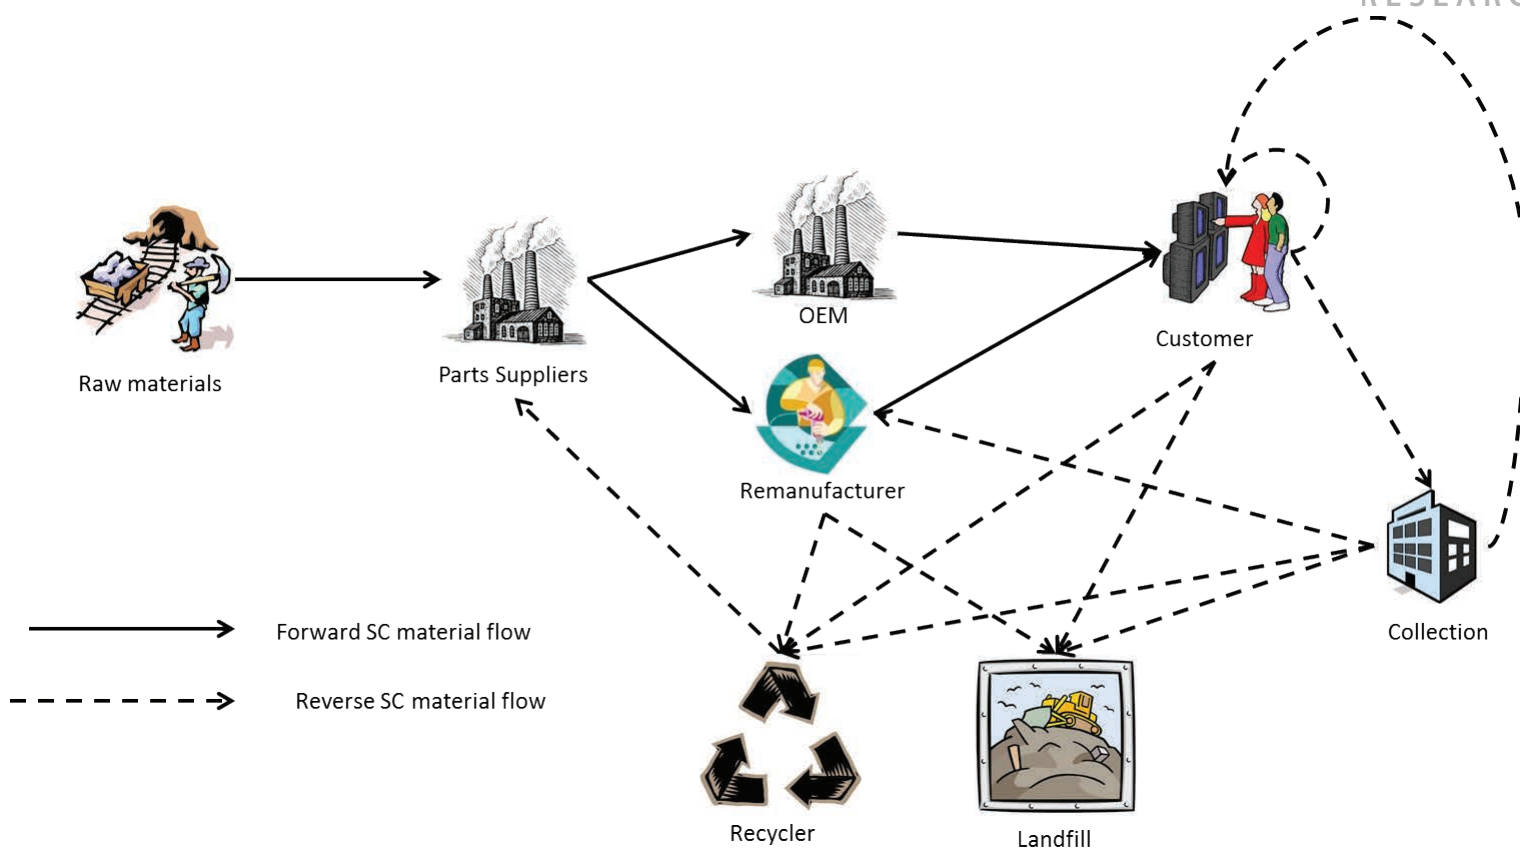 OEM
Customer
Parts Suppliers
Raw materials
Remanufacturer
Forward SC material flow
Collection
Reverse SC material flow
Recycler
Landfill